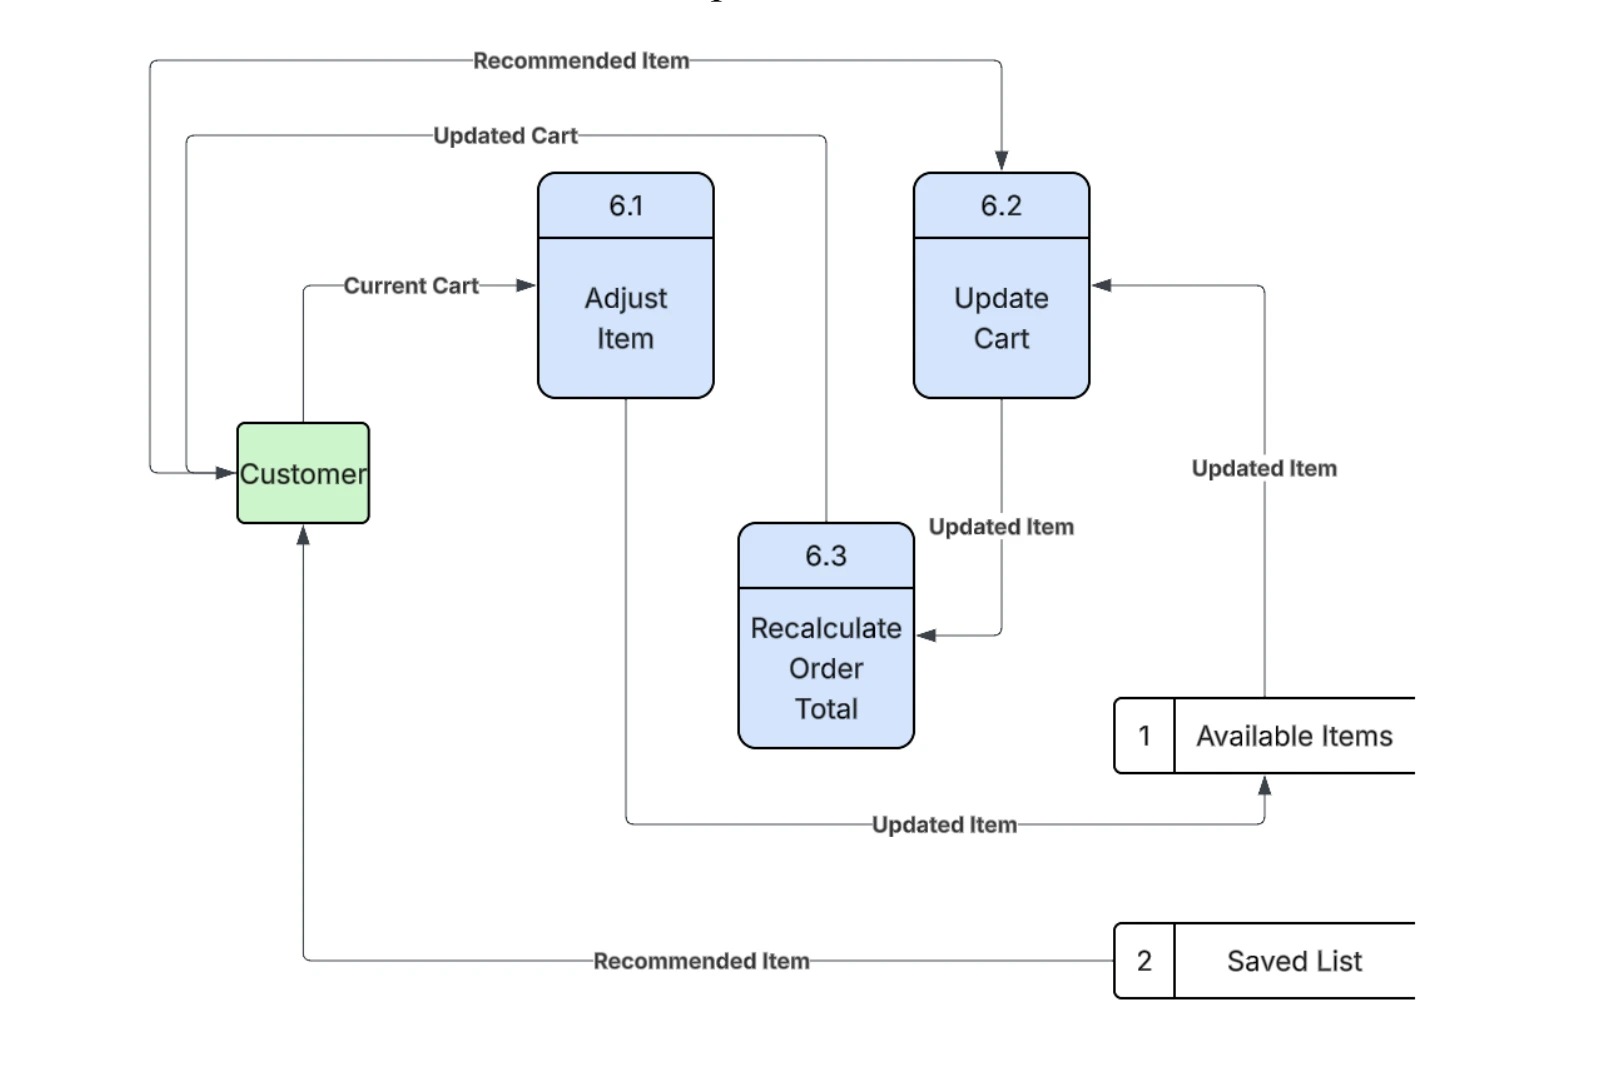 Recommended Item
Updated Cart
6.1
6.2
Current Cart
Adjust
Item
Update
Cart
Customer
Updated Item
Updated Item
6.3
Recalculate
Order
Total
1
Available Items
Updated Item
2
Saved List
Recommended Item